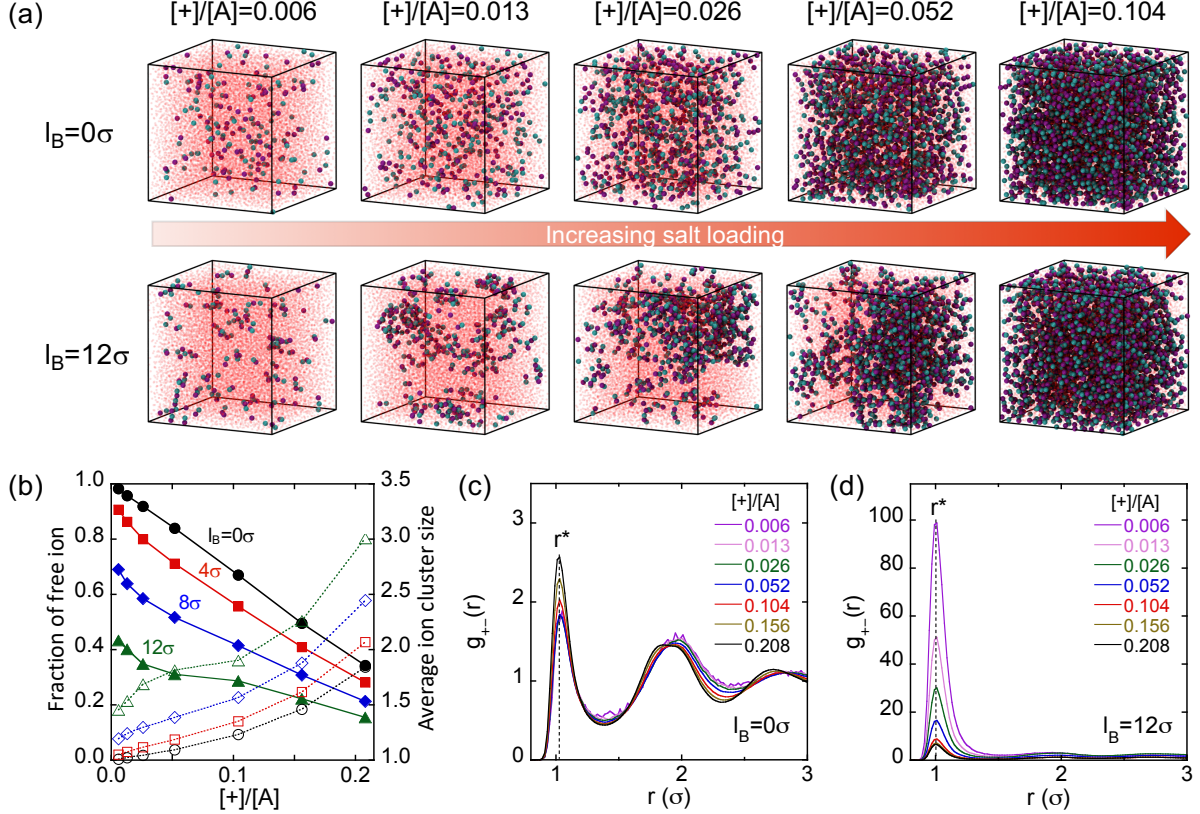 (a)
[+]/[A]=0.006 [+]/[A]=0.013 [+]/[A]=0.026 [+]/[A]=0.052 [+]/[A]=0.104
l_B=0σ
Increasing salt loading
l_B=12σ
(b)
1.0
0.8
0.6
0.4
0.2
0.0
Fraction of free ion
l_B=0σ
4σ
8σ
12σ
3.5
3.0
2.5
2.0
1.5
1.0
Average ion cluster size
0.0 0.1 0.2
[+]/[A]
(c)
3
2
1
0
g₊₋(r)
r*
[+]/[A]
0.006
0.013
0.026
0.052
0.104
0.156
0.208
l_B=0σ
1 2 3
r (σ)
(d)
100
80
60
40
20
0
g₊₋(r)
r*
[+]/[A]
0.006
0.013
0.026
0.052
0.104
0.156
0.208
l_B=12σ
1 2 3
r (σ)